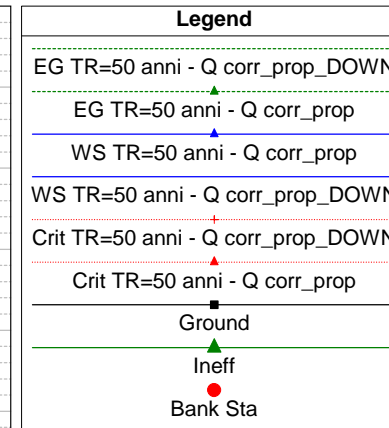 Legend
EG TR=50 anni - Q corr_prop_DOWN
EG TR=50 anni - Q corr_prop
WS TR=50 anni - Q corr_prop
WS TR=50 anni - Q corr_prop_DOWN
Crit TR=50 anni - Q corr_prop_DOWN
Crit TR=50 anni - Q corr_prop
Ground
Ineff
Bank Sta